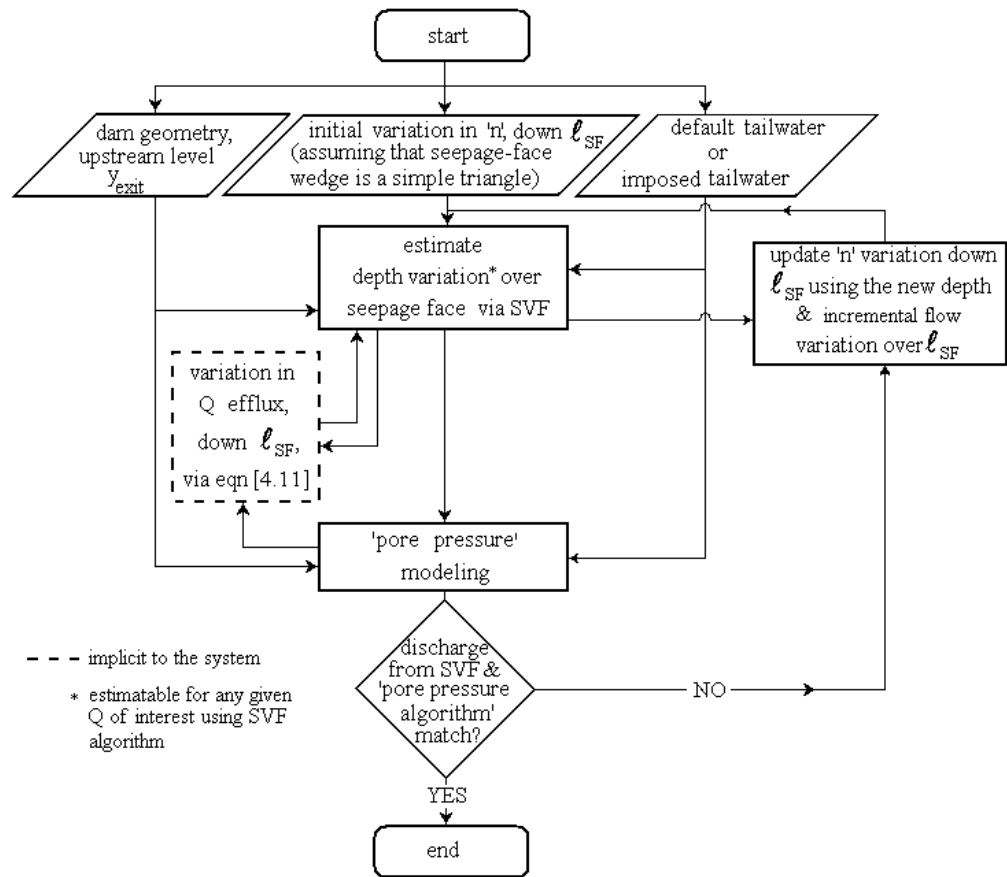 start
dam geometry,
upstream level
y_exit
initial variation in 'n', down ℓ_SF
(assuming that seepage-face
wedge is a simple triangle)
default tailwater
or
imposed tailwater
estimate
depth variation* over
seepage face via SVF
update 'n' variation down
ℓ_SF using the new depth
& incremental flow
variation over ℓ_SF
variation in
Q efflux,
down ℓ_SF,
via eqn [4.11]
'pore pressure'
modeling
discharge
from SVF &
'pore pressure
algorithm'
match?
NO
YES
end
--- implicit to the system
* estimatable for any given
Q of interest using SVF
algorithm